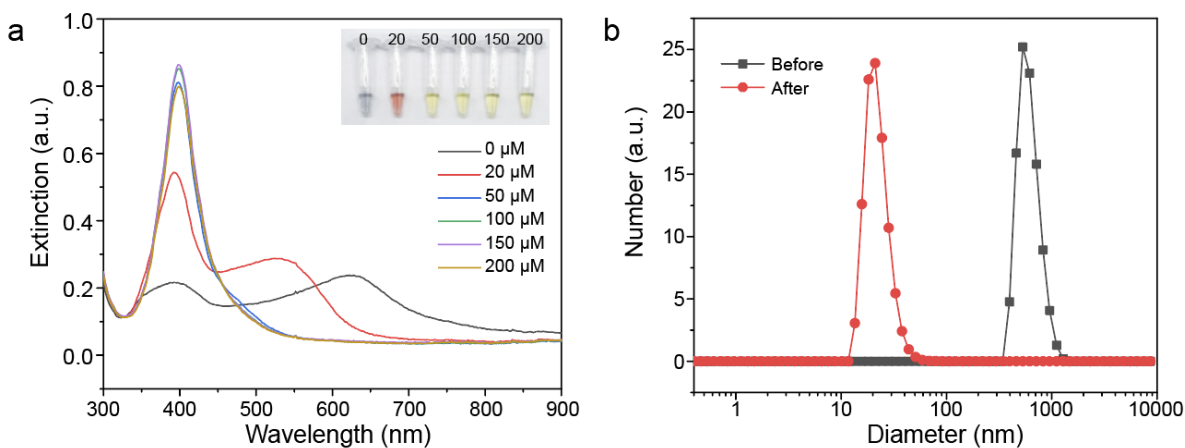 a
0 20 50 100 150 200
0 µM
20 µM
50 µM
100 µM
150 µM
200 µM
Extinction (a.u.)
1.0
0.8
0.6
0.4
0.2
0.0
300 400 500 600 700 800 900
Wavelength (nm)
b
Before
After
Number (a.u.)
25
20
15
10
5
0
1 10 100 1000 10000
Diameter (nm)